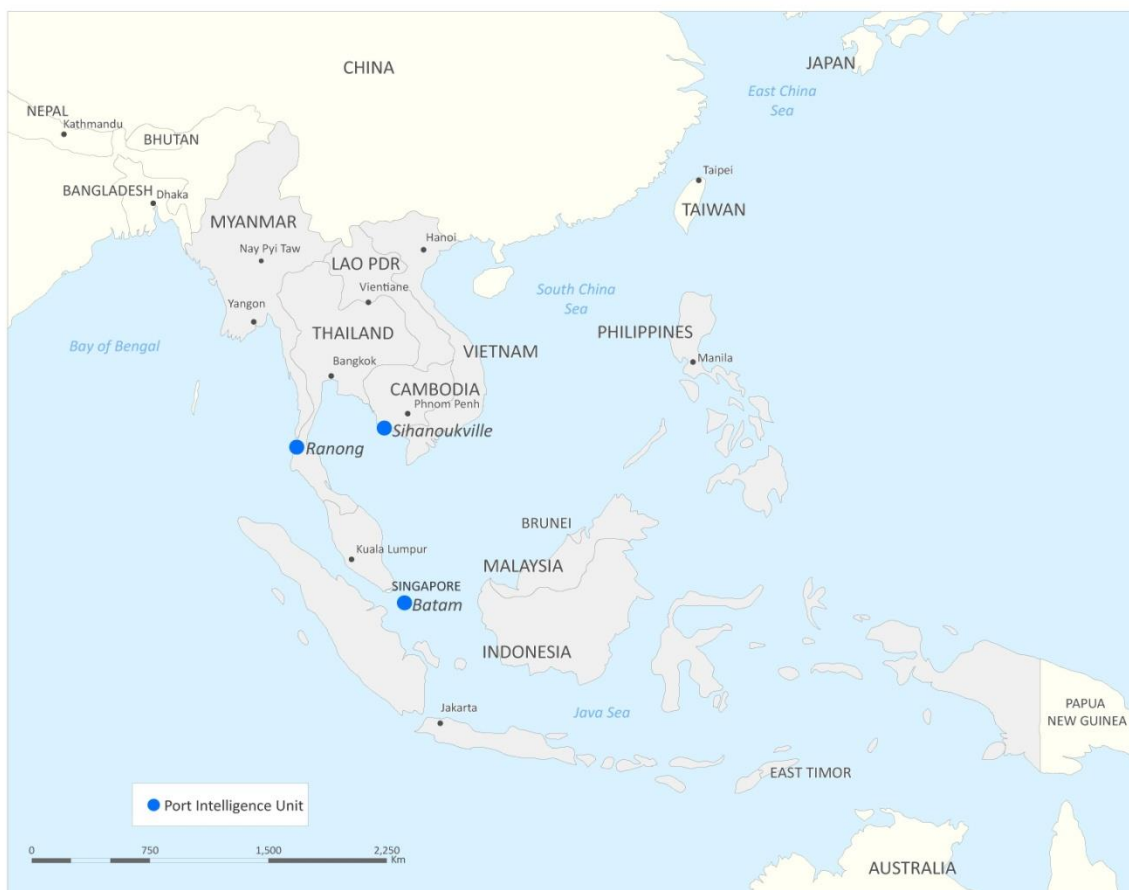 CHINA
JAPAN
East China
Sea
NEPAL
Kathmandu
BHUTAN
BANGLADESH
Dhaka
Taipei
TAIWAN
MYANMAR
Nay Pyi Taw
Hanoi
LAO PDR
Vientiane
South China
Sea
Yangon
THAILAND
PHILIPPINES
Bay of Bengal
VIETNAM
Bangkok
Manila
CAMBODIA
Phnom Penh
Sihanoukville
Ranong
BRUNEI
Kuala Lumpur
MALAYSIA
SINGAPORE
Batam
INDONESIA
Jakarta
Java Sea
PAPUA
NEW GUINEA
EAST TIMOR
Port Intelligence Unit
0 750 1,500 2,250
Km
AUSTRALIA